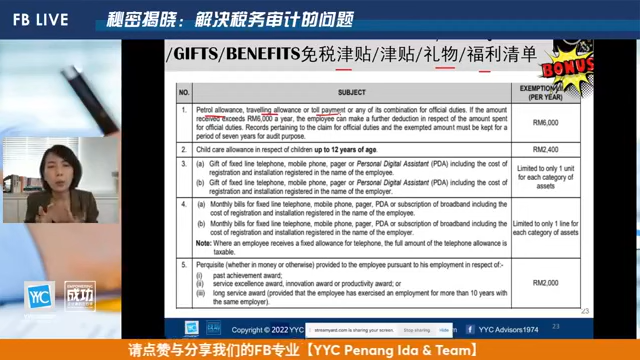 FB LIVE
秘密揭晓：解决税务审计的问题
/GIFTS/BENEFITS免税津贴/津贴/礼物/福利清单
BONUS
NO.
SUBJECT
EXEMPTION
(PER YEAR)
1.
Petrol allowance, travelling allowance or toll payment or any of its combination for official duties. If the amount
received exceeds RM6,000 a year, the employee can make a further deduction in respect of the amount spent
for official duties. Records pertaining to the claim for official duties and the exempted amount must be kept for
a period of seven years for audit purpose.
RM6,000
2.
Child care allowance in respect of children up to 12 years of age.
RM2,400
3.
(a) Gift of fixed line telephone, mobile phone, pager or Personal Digital Assistant (PDA) including the cost of
registration and installation registered in the name of the employee.
(b) Gift of fixed line telephone, mobile phone, pager or Personal Digital Assistant (PDA) including the cost of
registration and installation registered in the name of employee.
Limited to only 1 unit
for each category of
assets
4.
(a) Monthly bills for fixed line telephone, mobile phone, pager, PDA or subscription of broadband including the
cost of registration and installation registered in the name of the employee.
(b) Monthly bills for fixed line telephone, mobile phone, pager, PDA or subscription of broadband including the
cost of registration and installation registered in the name of the employer.
Note: Where an employee receives a fixed allowance for telephone, the full amount of the telephone allowance is
taxable.
Limited to only 1 line for
each category of assets
5.
Perquisite (whether in money or otherwise) provided to the employee pursuant to his employment in respect of:-
(i) past achievement award;
(ii) service excellence award, innovation award or productivity award; or
(iii) long service award (provided that the employee has exercised an employment for more than 10 years with
the same employer).
RM2,000
23
YYC
成功
YYC
Copyright © 2022 YYC
streamyard.com is sharing your screen.
Stop sharing
Hide
YYC Advisors1974
23
请点赞与分享我们的FB专业【YYC Penang Ida & Team】